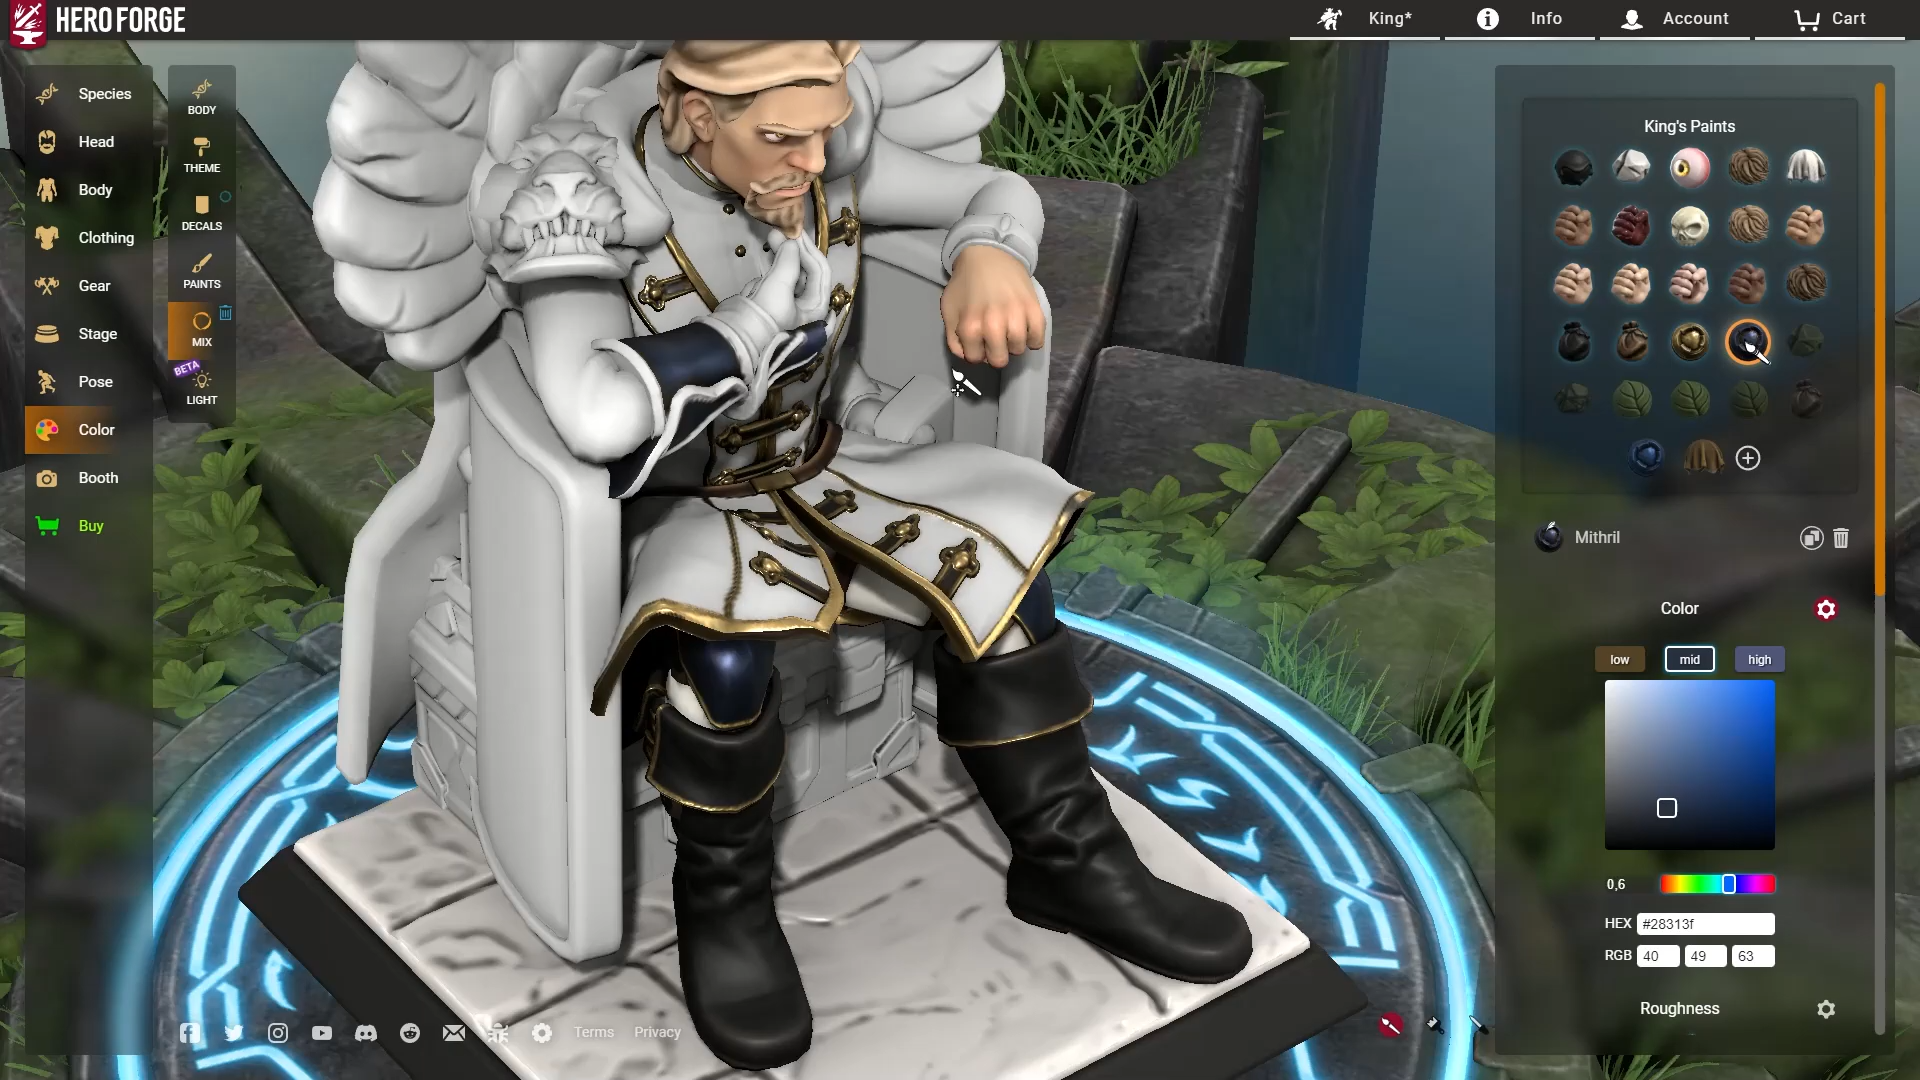 HERO FORGE
King*
Info
Account
Cart
Species
Head
Body
Clothing
Gear
Stage
Pose
Color
Booth
Buy
BODY
THEME
DECALS
PAINTS
MIX
BETA
LIGHT
King's Paints
Mithril
Color
low
mid
high
0,6
HEX #28313f
RGB 40 49 63
Roughness
Terms
Privacy